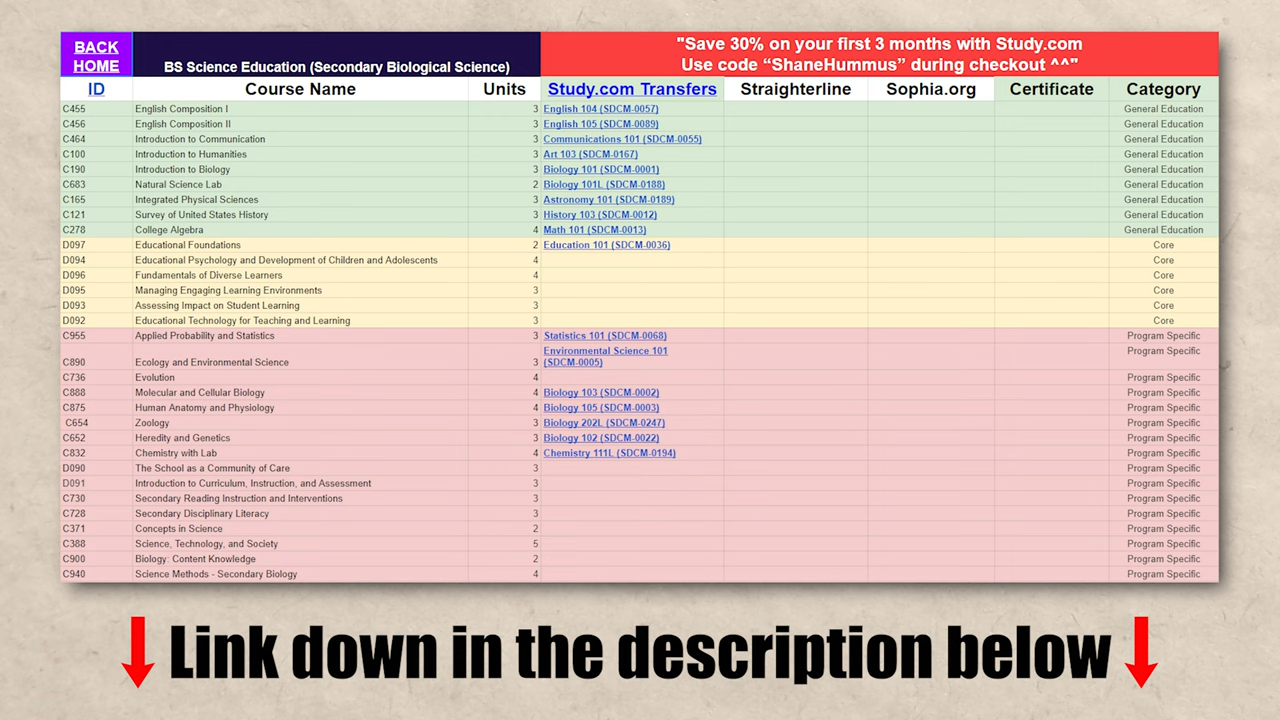 BACK HOME BS Science Education (Secondary Biological Science) "Save 30% on your first 3 months with Study.com
Use code “ShaneHummus” during checkout ^^"
ID Course Name Units Study.com Transfers Straighterline Sophia.org Certificate Category
C455 English Composition I 3 English 104 (SDCM-0057) General Education
C456 English Composition II 3 English 105 (SDCM-0089) General Education
C464 Introduction to Communication 3 Communications 101 (SDCM-0055) General Education
C100 Introduction to Humanities 3 Art 103 (SDCM-0167) General Education
C190 Introduction to Biology 3 Biology 101 (SDCM-0001) General Education
C683 Natural Science Lab 2 Biology 101L (SDCM-0188) General Education
C165 Integrated Physical Sciences 3 Astronomy 101 (SDCM-0189) General Education
C121 Survey of United States History 3 History 103 (SDCM-0012) General Education
C278 College Algebra 4 Math 101 (SDCM-0013) General Education
D097 Educational Foundations 2 Education 101 (SDCM-0036) Core
D094 Educational Psychology and Development of Children and Adolescents 4 Core
D096 Fundamentals of Diverse Learners 4 Core
D095 Managing Engaging Learning Environments 3 Core
D093 Assessing Impact on Student Learning 3 Core
D092 Educational Technology for Teaching and Learning 3 Core
C955 Applied Probability and Statistics 3 Statistics 101 (SDCM-0068) Program Specific
C890 Ecology and Environmental Science 3 Environmental Science 101 (SDCM-0005) Program Specific
C736 Evolution 4 Program Specific
C888 Molecular and Cellular Biology 4 Biology 103 (SDCM-0002) Program Specific
C875 Human Anatomy and Physiology 4 Biology 105 (SDCM-0003) Program Specific
C654 Zoology 3 Biology 202L (SDCM-0247) Program Specific
C652 Heredity and Genetics 3 Biology 102 (SDCM-0022) Program Specific
C832 Chemistry with Lab 4 Chemistry 111L (SDCM-0194) Program Specific
D090 The School as a Community of Care 3 Program Specific
D091 Introduction to Curriculum, Instruction, and Assessment 3 Program Specific
C730 Secondary Reading Instruction and Interventions 3 Program Specific
C728 Secondary Disciplinary Literacy 3 Program Specific
C371 Concepts in Science 2 Program Specific
C388 Science, Technology, and Society 5 Program Specific
C900 Biology: Content Knowledge 2 Program Specific
C940 Science Methods - Secondary Biology 4 Program Specific
Link down in the description below